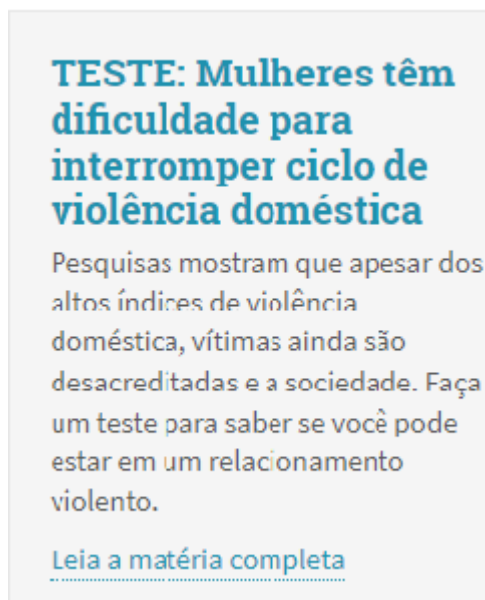 TESTE: Mulheres têm
dificuldade para
interromper ciclo de
violência doméstica
Pesquisas mostram que apesar dos
altos índices de violência
doméstica, vítimas ainda são
desacreditadas e a sociedade. Faça
um teste para saber se você pode
estar em um relacionamento
violento.
Leia a matéria completa